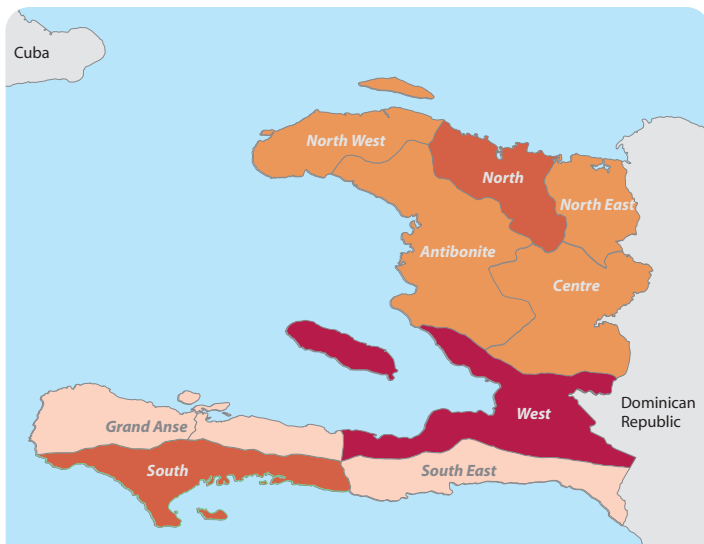 Cuba
North West
North
North East
Antibonite
Centre
West
Dominican
Republic
Grand Anse
South
South East